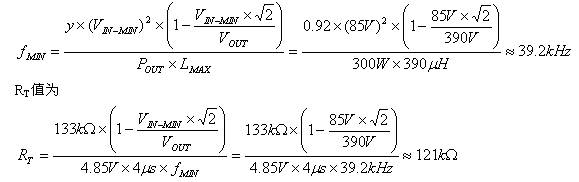 f_{MIN} = \frac{y \times (V_{IN-MIN})^2 \times \left(1 - \frac{V_{IN-MIN} \times \sqrt{2}}{V_{OUT}}\right)}{P_{OUT} \times L_{MAX}} = \frac{0.92 \times (85V)^2 \times \left(1 - \frac{85V \times \sqrt{2}}{390V}\right)}{300W \times 390\mu H} \approx 39.2kHz
R_T值为
R_T = \frac{133k\Omega \times \left(1 - \frac{V_{IN-MIN} \times \sqrt{2}}{V_{OUT}}\right)}{4.85V \times 4\mu s \times f_{MIN}} = \frac{133k\Omega \times \left(1 - \frac{85V \times \sqrt{2}}{390V}\right)}{4.85V \times 4\mu s \times 39.2kHz} \approx 121k\Omega